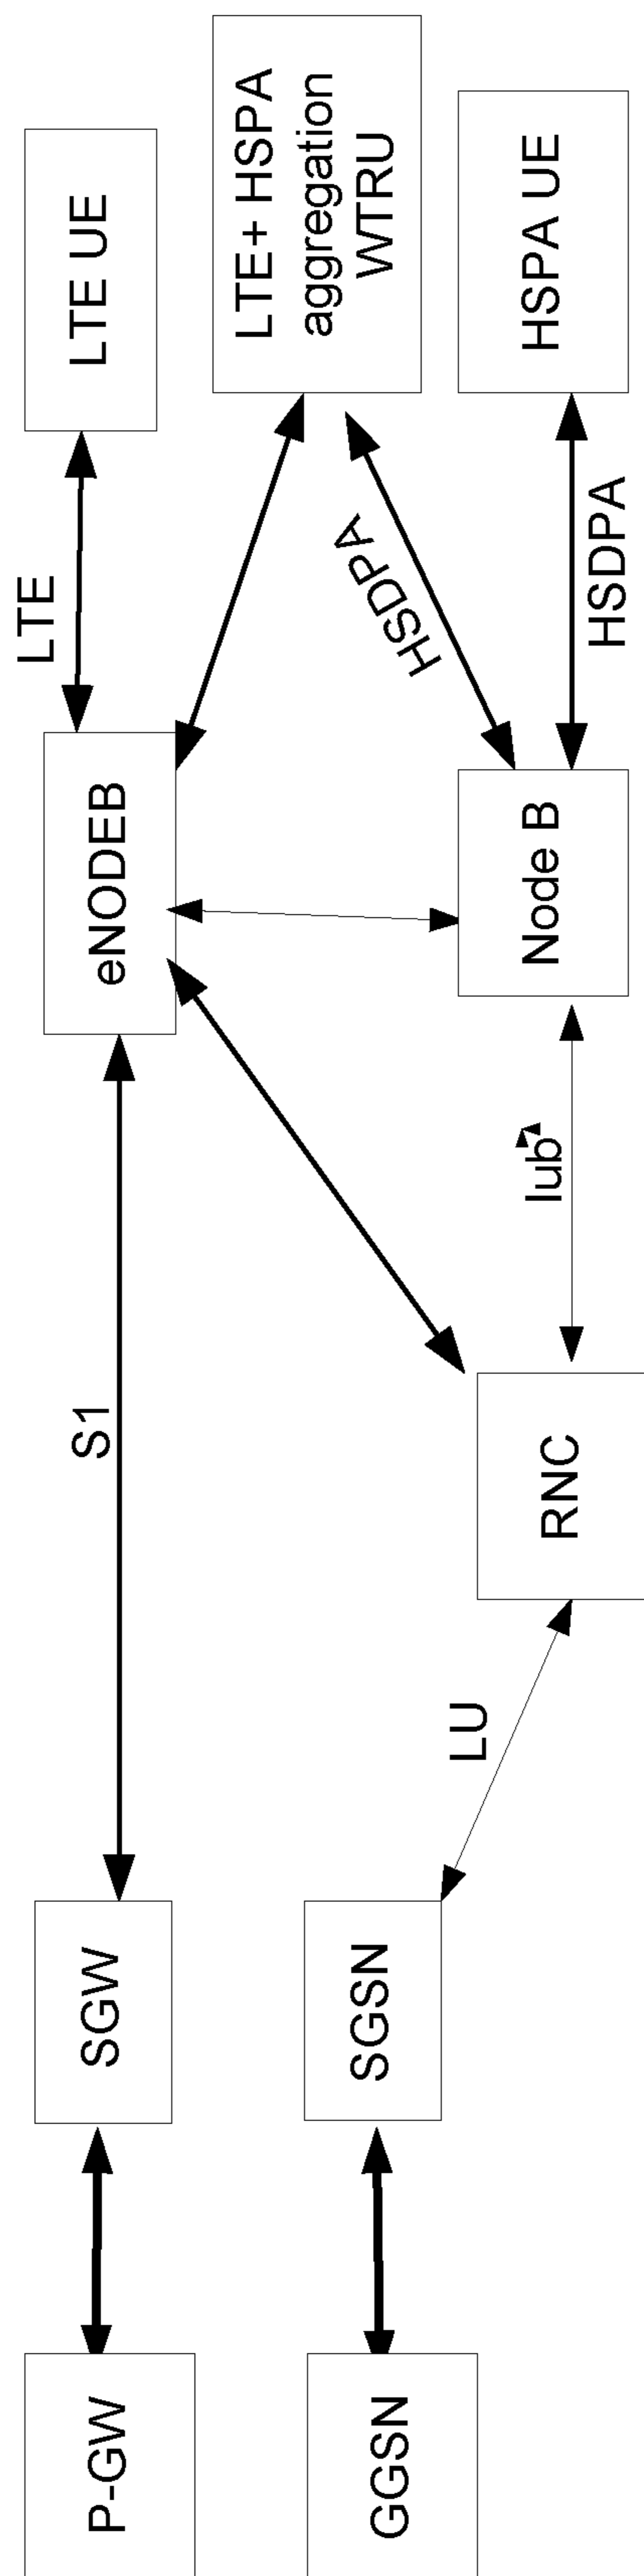 P-GW
SGW
S1
eNODEB
LTE
LTE UE
GGSN
SGSN
LU
RNC
Iub
Node B
HSDPA
LTE+ HSPA
aggregation
WTRU
HSDPA
HSPA UE